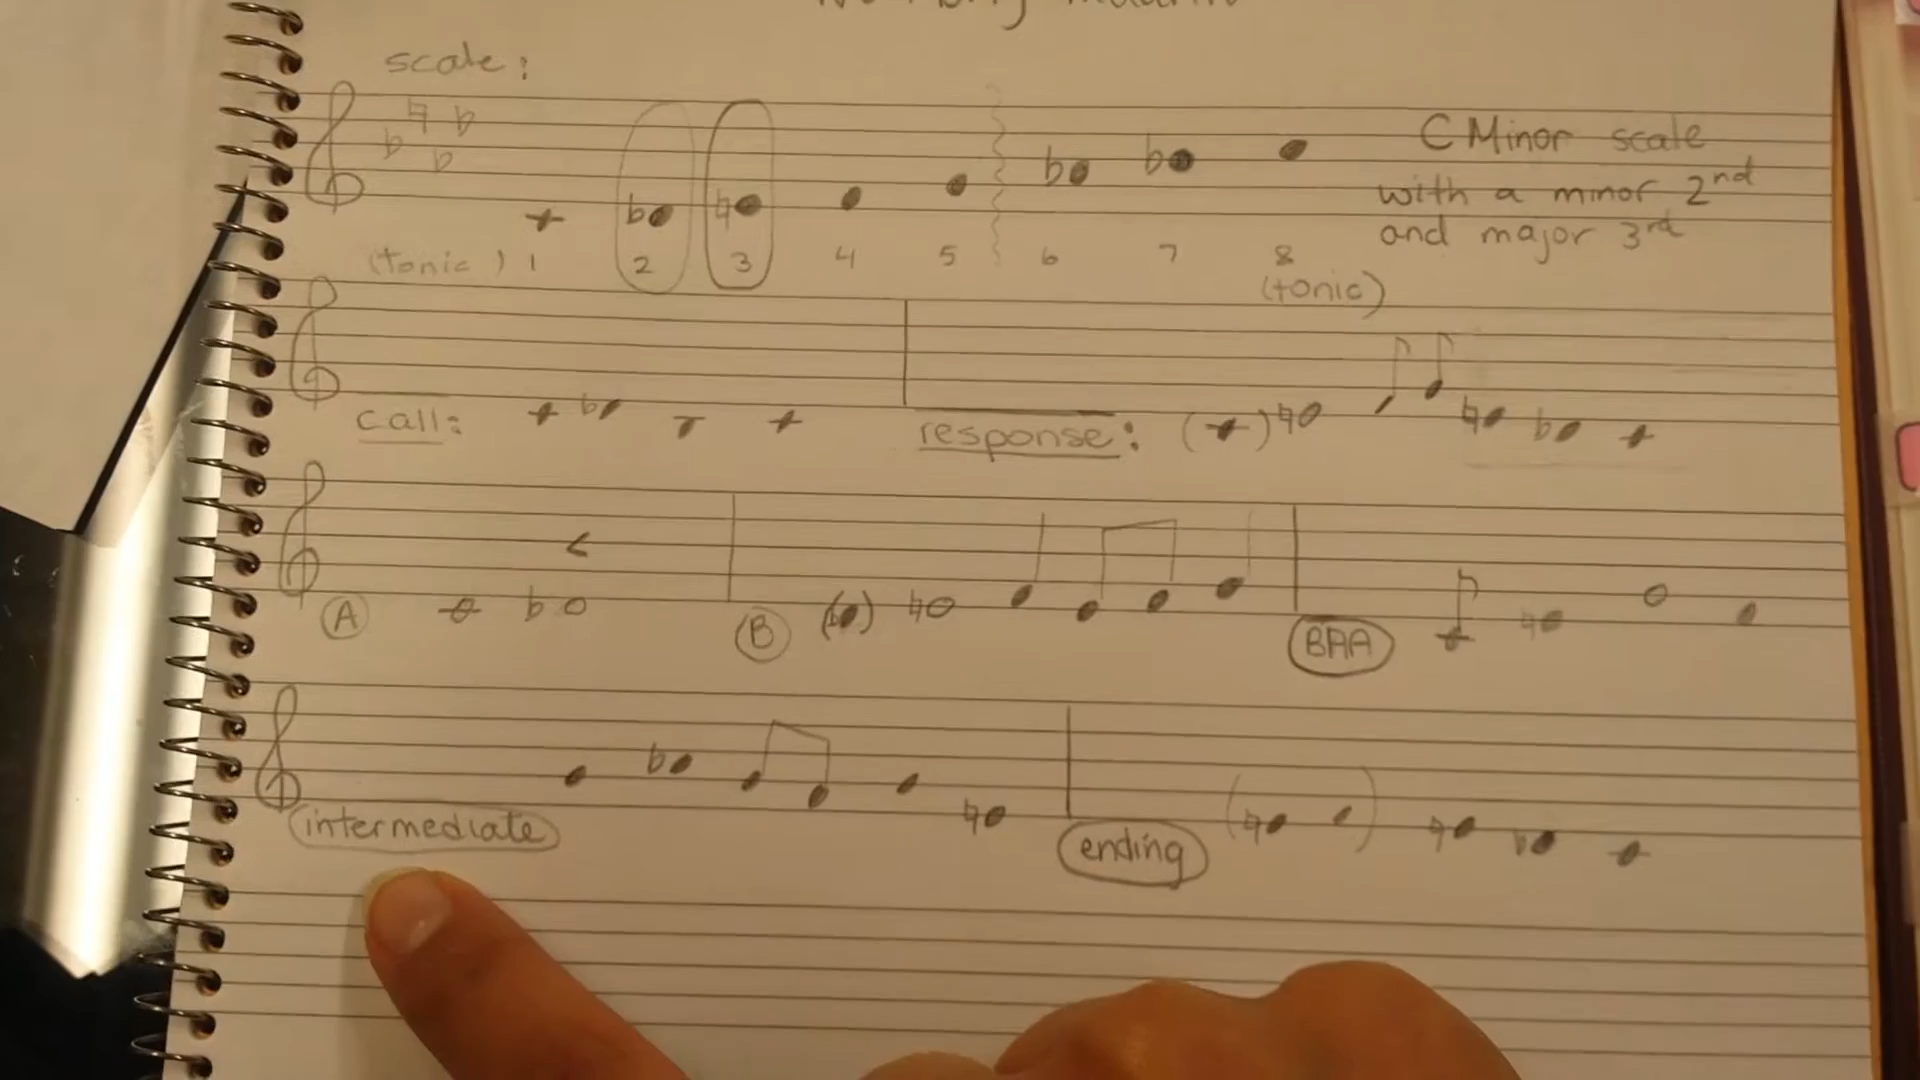 scale:
C Minor scale
with a minor 2nd
and major 3rd
(tonic) 1 2 3 4 5 6 7 8
(tonic)
call: response:
A B BAA
intermediate ending